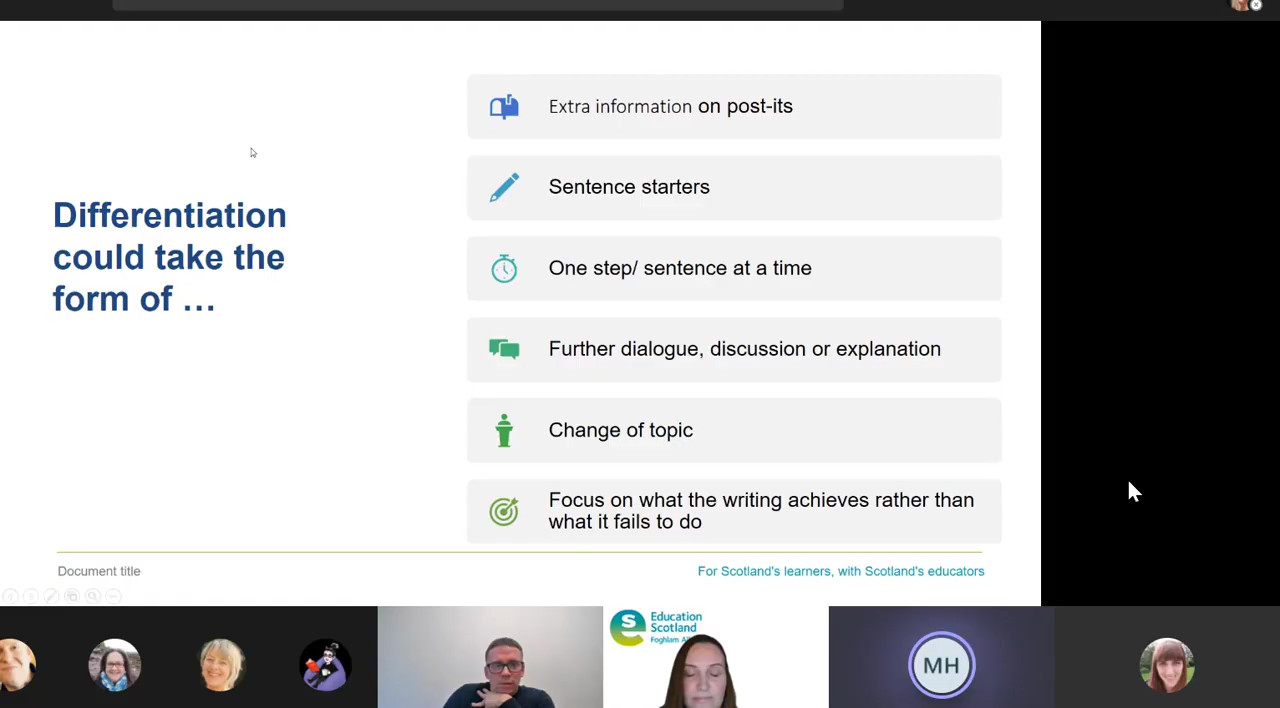 Differentiation
could take the
form of …
Extra information on post-its
Sentence starters
One step/ sentence at a time
Further dialogue, discussion or explanation
Change of topic
Focus on what the writing achieves rather than
what it fails to do
Document title
For Scotland's learners, with Scotland's educators
Education
Scotland
Foghlam
MH